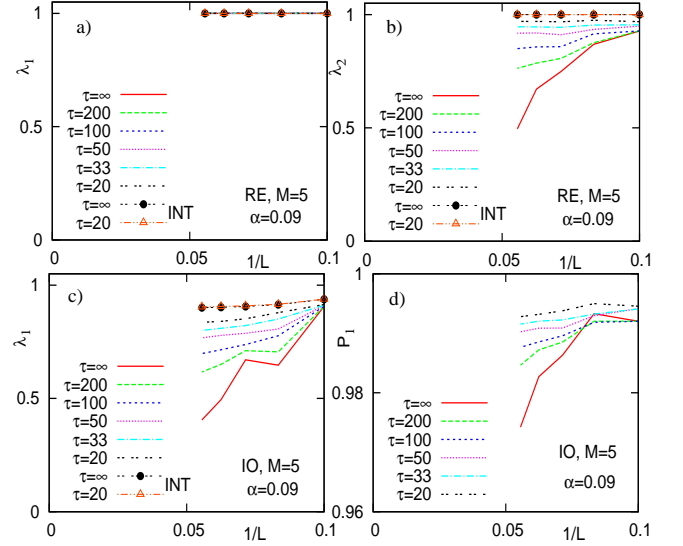 1
a)
λ1
0.5
τ=∞
τ=200
τ=100
τ=50
τ=33
τ=20
τ=∞
τ=20
INT
RE, M=5
α=0.09
0
0 0.05 0.1
1/L
1
b)
λ2
0.5
τ=∞
τ=200
τ=100
τ=50
τ=33
τ=20
τ=∞
τ=20
INT
RE, M=5
α=0.09
0
0 0.05 0.1
1/L
1
c)
λ1
0.5
τ=∞
τ=200
τ=100
τ=50
τ=33
τ=20
τ=∞
τ=20
INT
IO, M=5
α=0.09
0
0 0.05 0.1
1/L
1
d)
P1
0.98
τ=∞
τ=200
τ=100
τ=50
τ=33
τ=20
IO, M=5
α=0.09
0.96
0 0.05 0.1
1/L